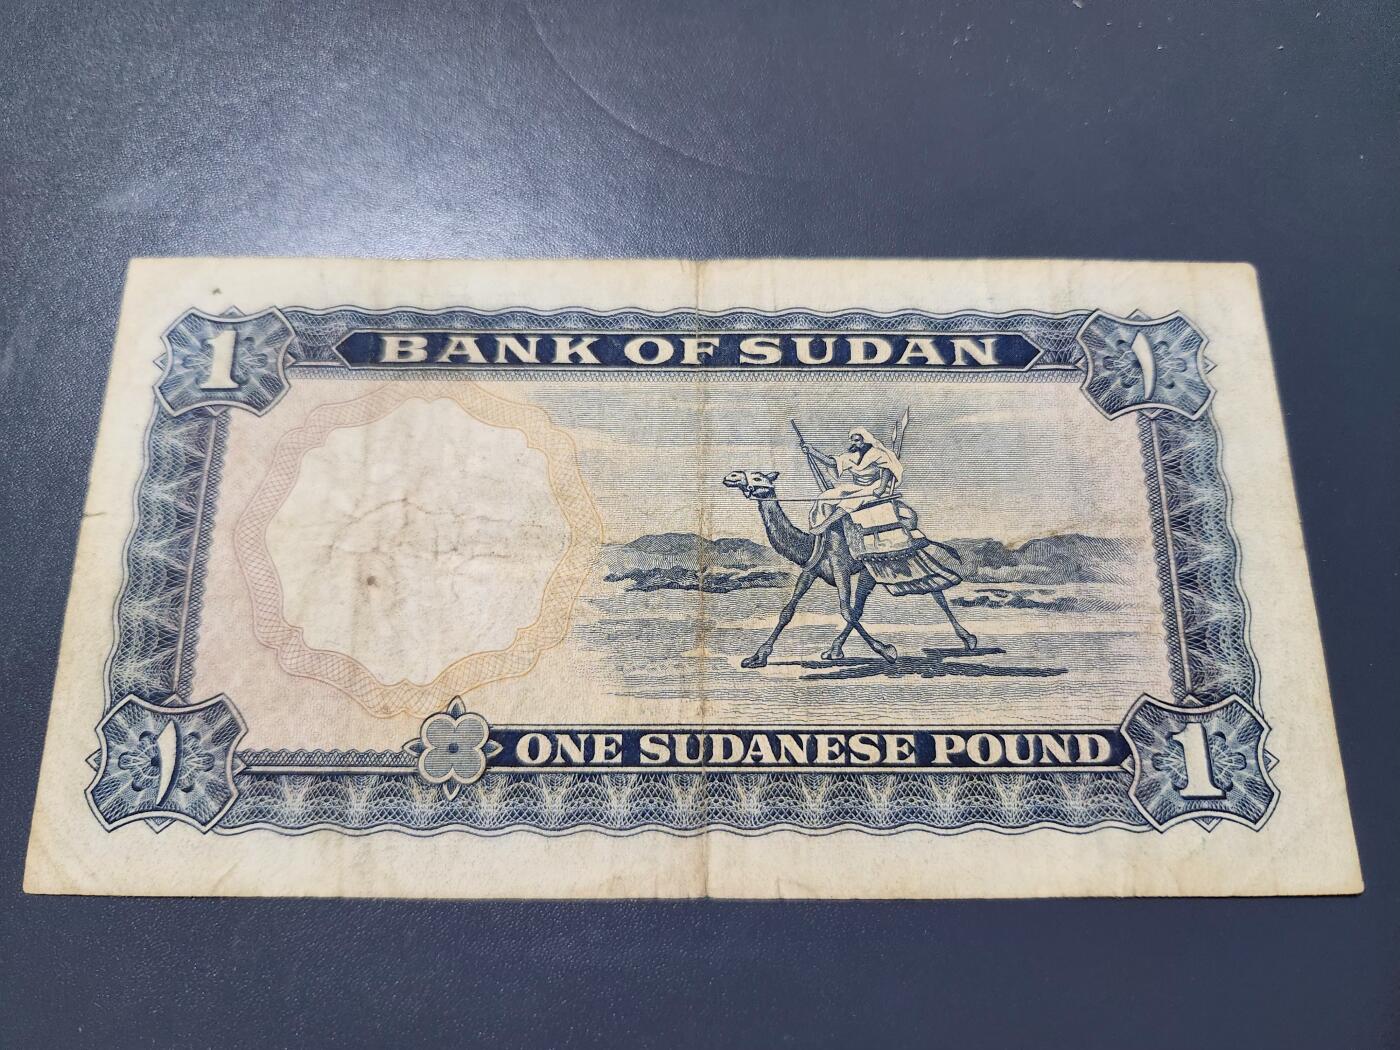 1 BANK OF SUDAN ١
١ ONE SUDANESE POUND 1